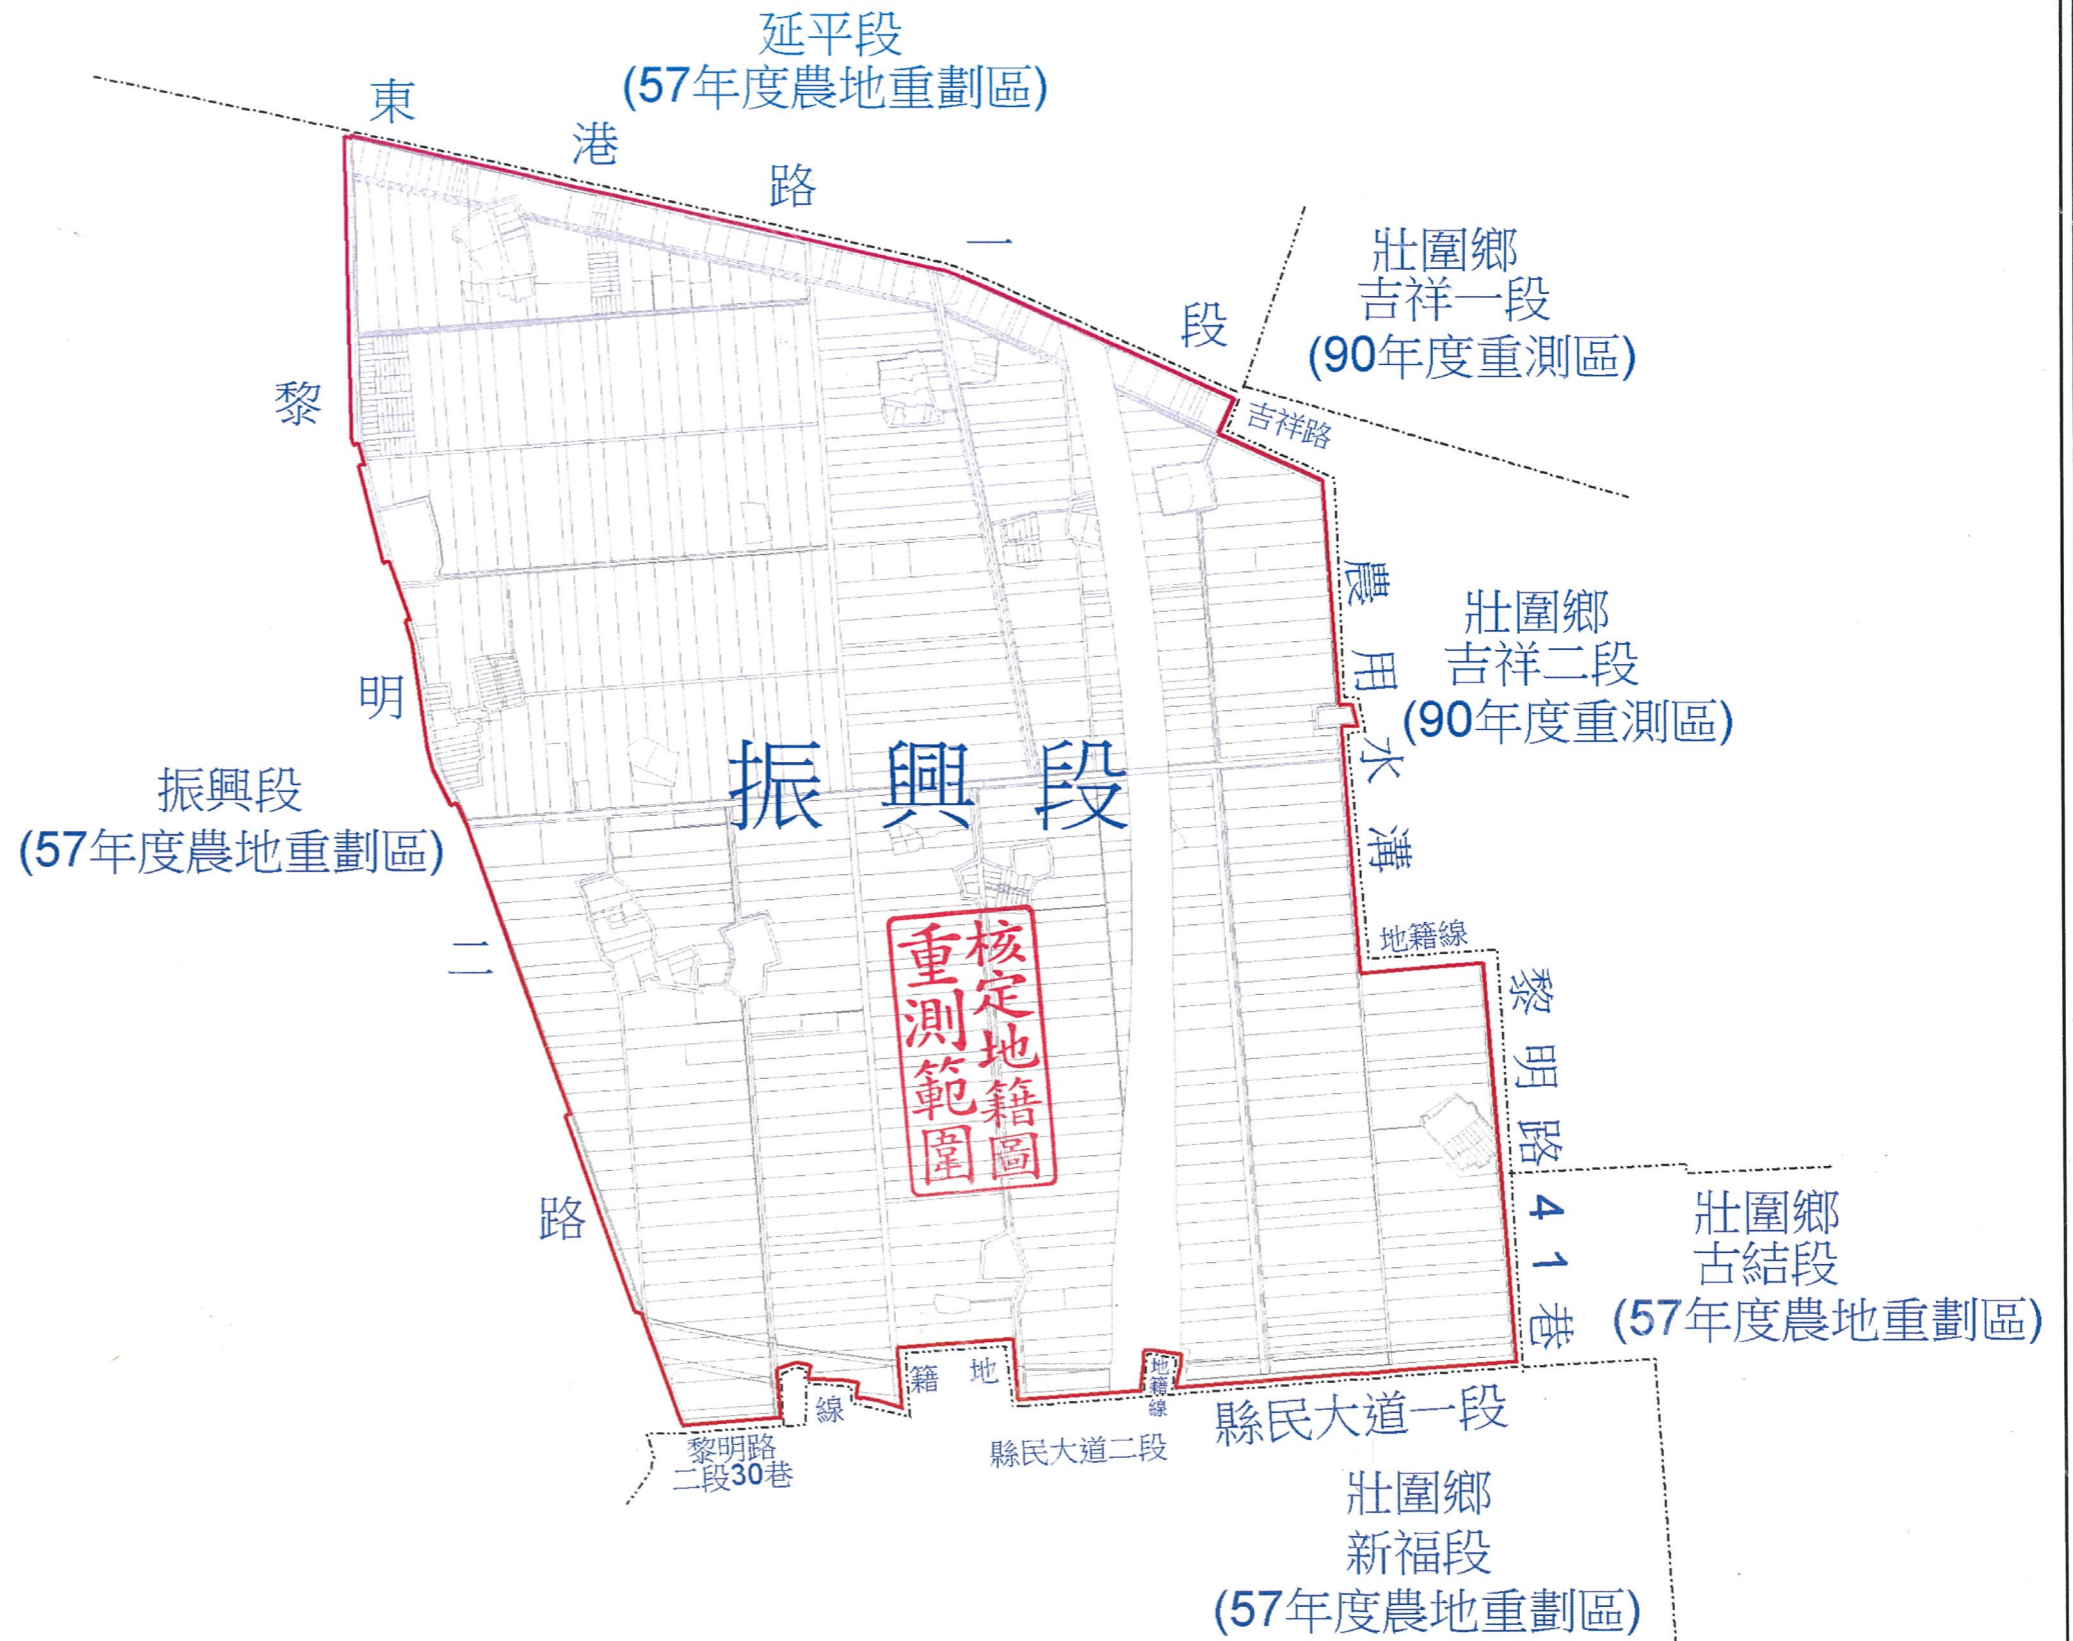 延平段
(57年度農地重劃區)
東港路一段
壯圍鄉
吉祥一段
(90年度重測區)
吉祥路
農用水溝
壯圍鄉
吉祥二段
(90年度重測區)
黎明二路
振興段
(57年度農地重劃區)
振興段
核定地籍圖
重測範圍
地籍線
黎明路41巷
壯圍鄉
古結段
(57年度農地重劃區)
地籍線
地籍線
黎明路
二段30巷
縣民大道二段
縣民大道一段
壯圍鄉
新福段
(57年度農地重劃區)